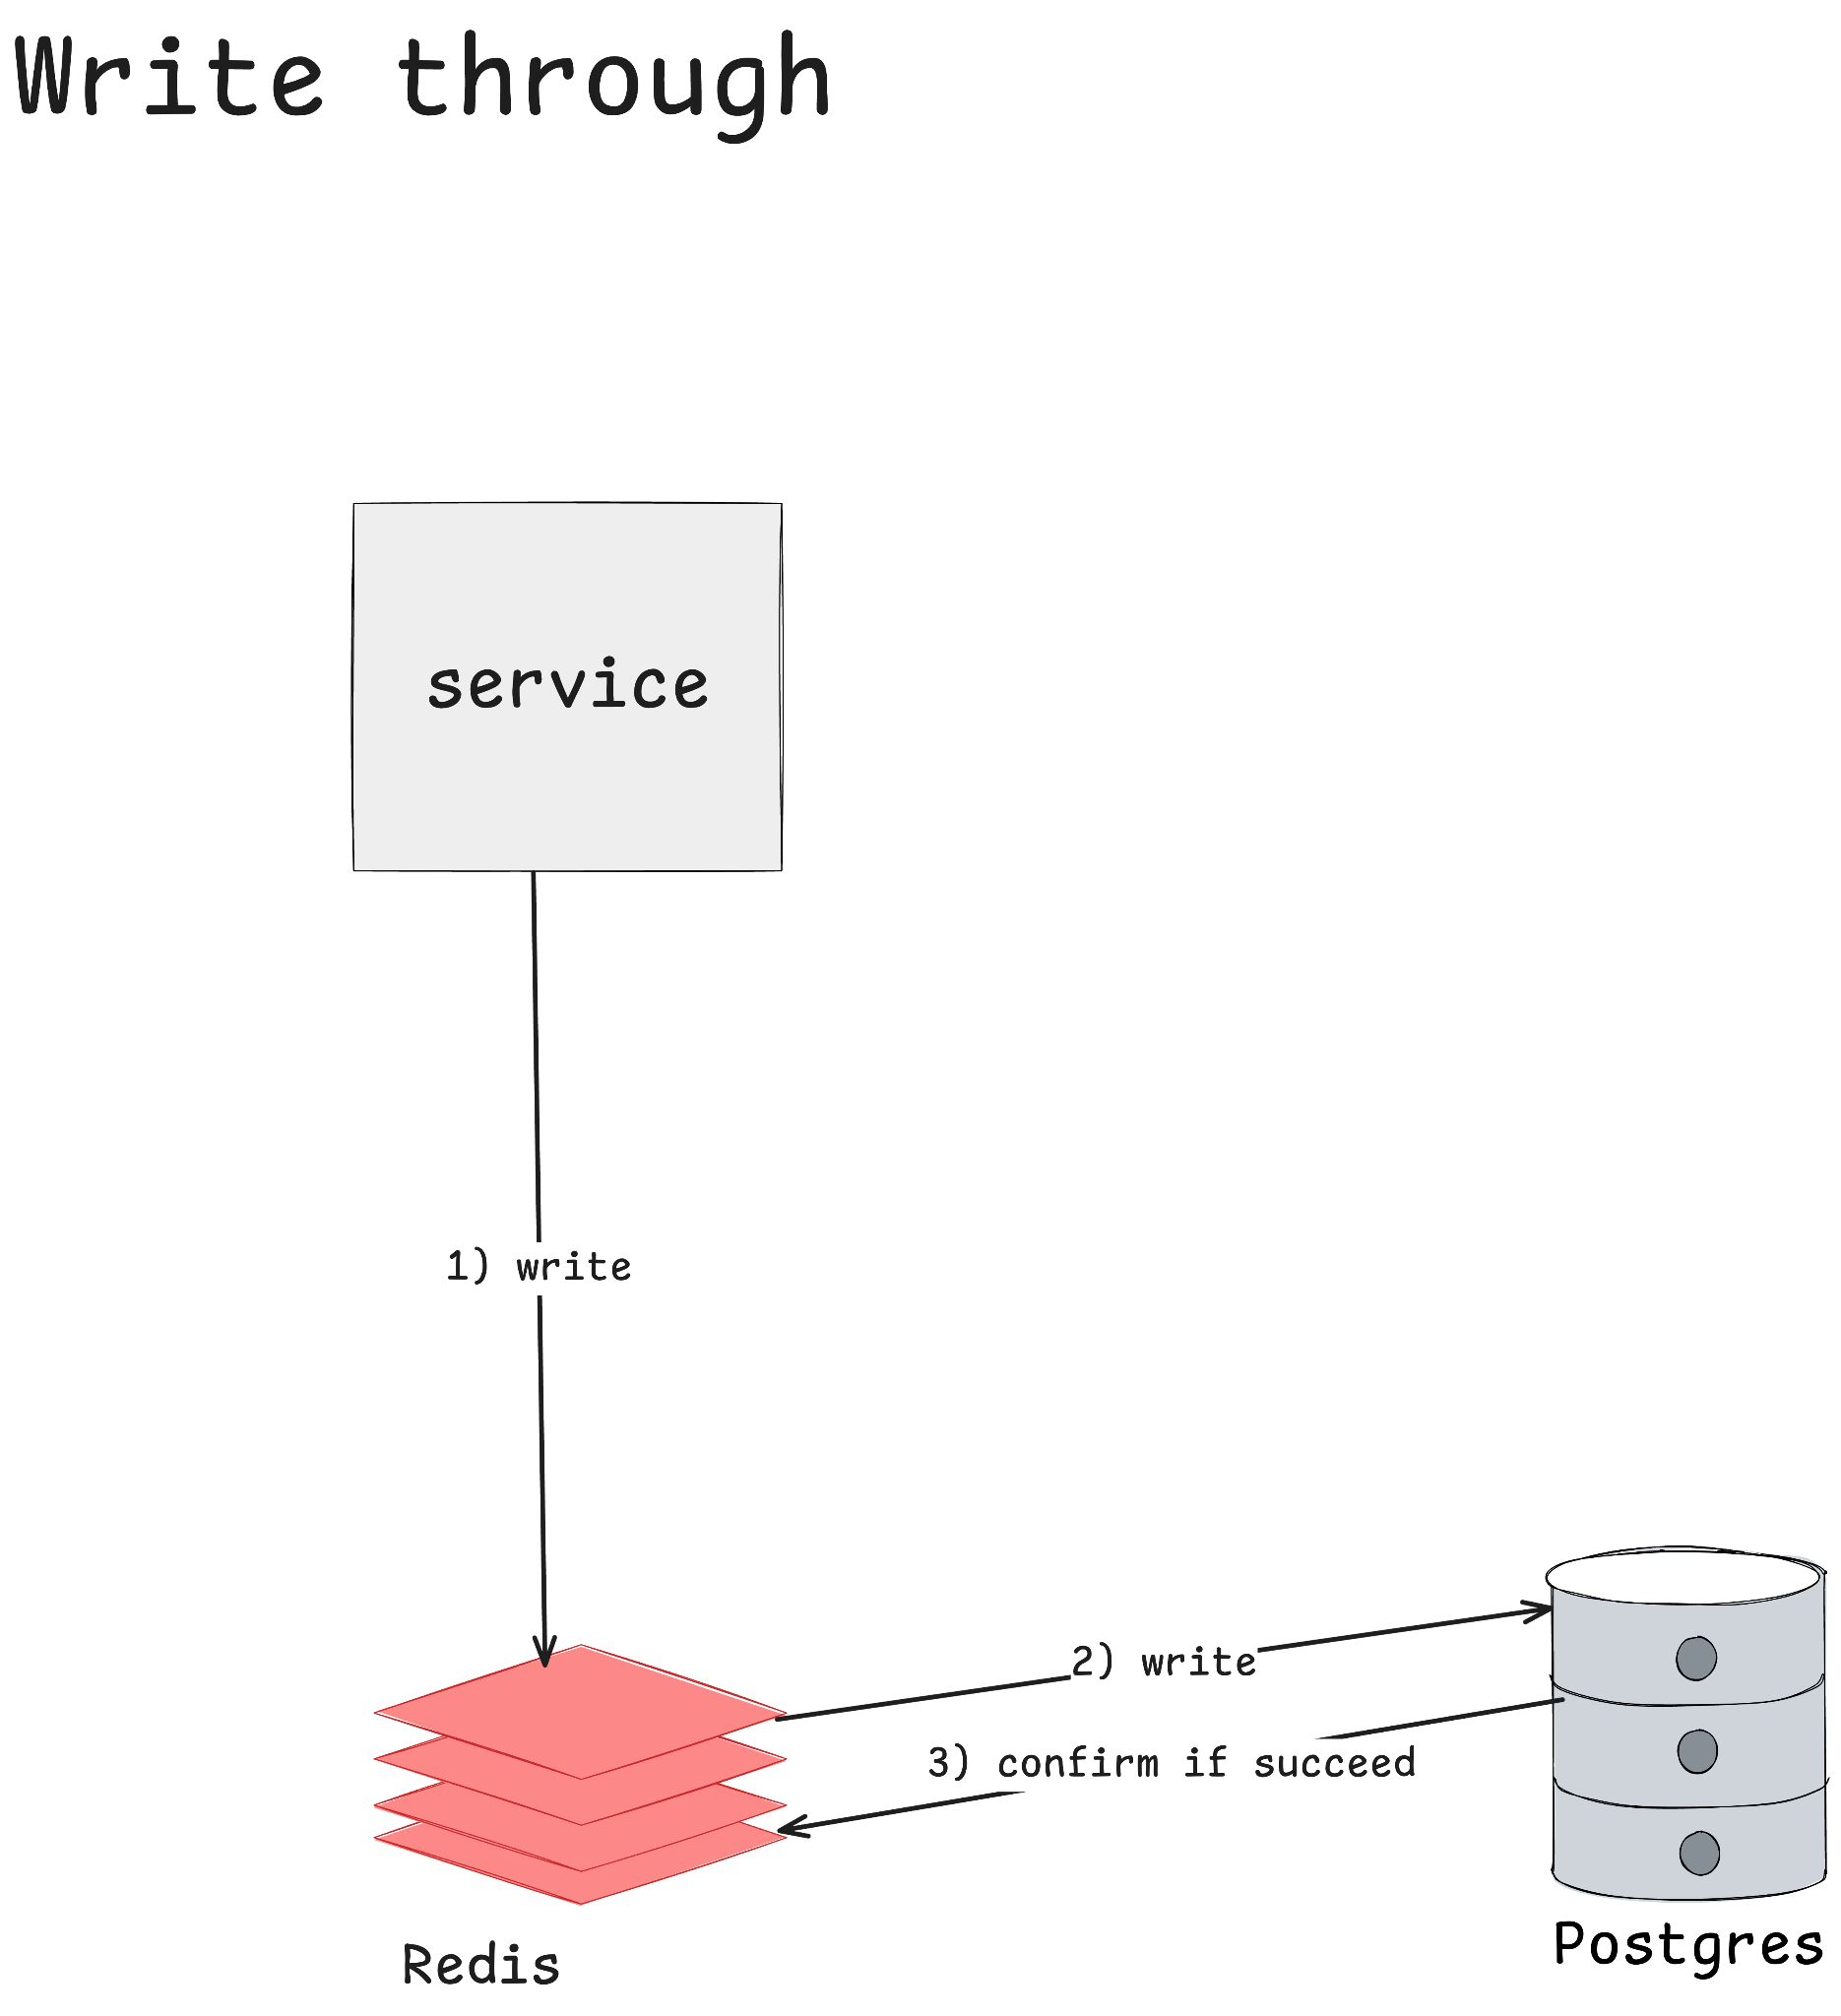 Write through
service
1) write
2) write
3) confirm if succeed
Redis
Postgres